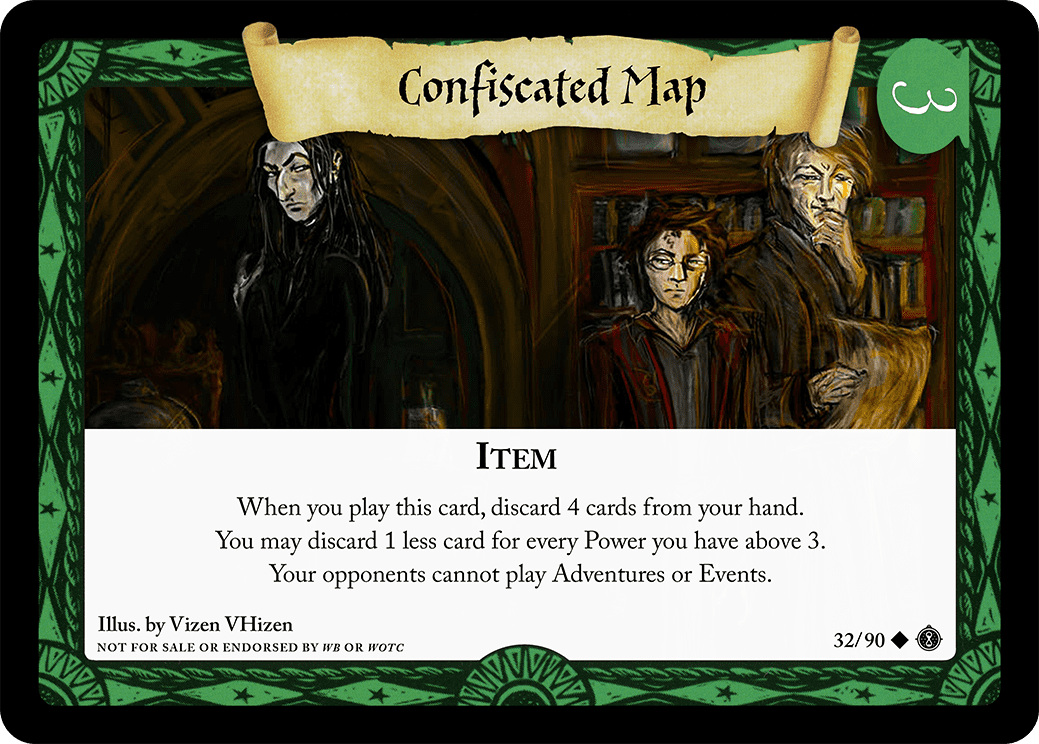 Confiscated Map
3
ITEM
When you play this card, discard 4 cards from your hand.
You may discard 1 less card for every Power you have above 3.
Your opponents cannot play Adventures or Events.
Illus. by Vizen VHizen
NOT FOR SALE OR ENDORSED BY WB OR WOTC
32/90